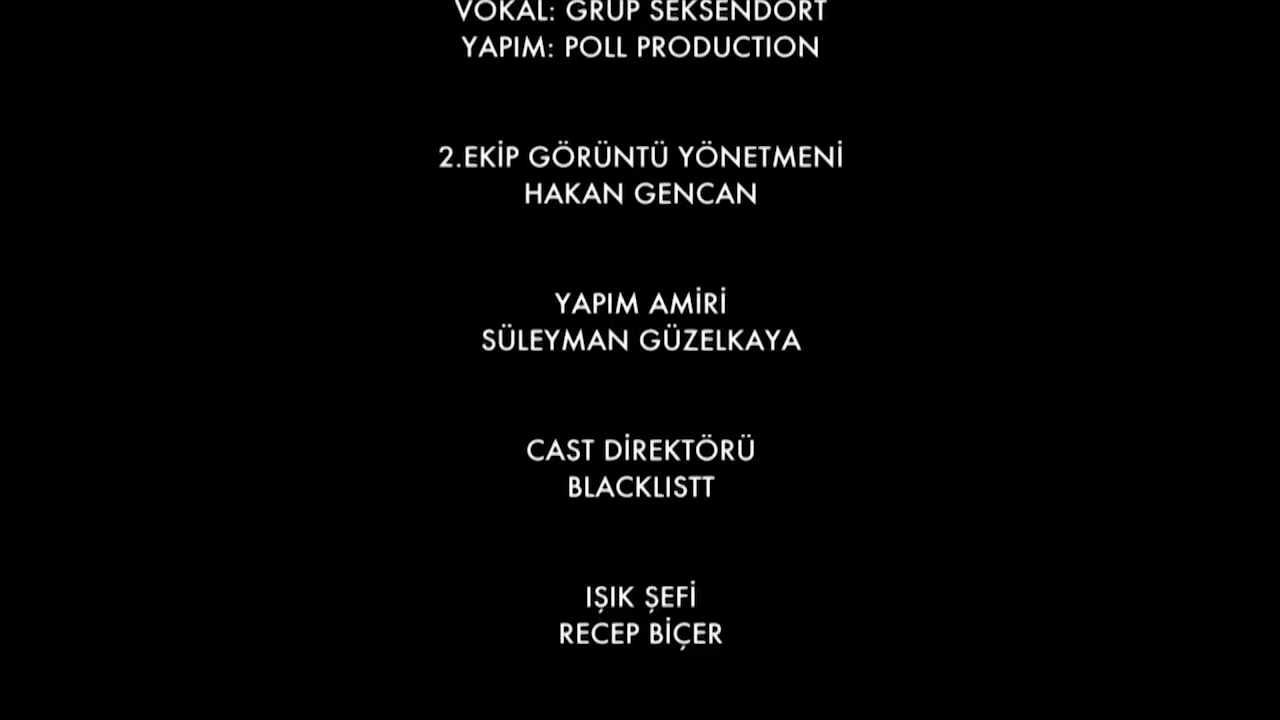 VOKAL: GRUP SEKSENDÖRT
YAPIM: POLL PRODUCTION
2.EKİP GÖRÜNTÜ YÖNETMENİ
HAKAN GENCAN
YAPIM AMİRİ
SÜLEYMAN GÜZELKAYA
CAST DİREKTÖRÜ
BLACKLISTT
IŞIK ŞEFİ
RECEP BİÇER